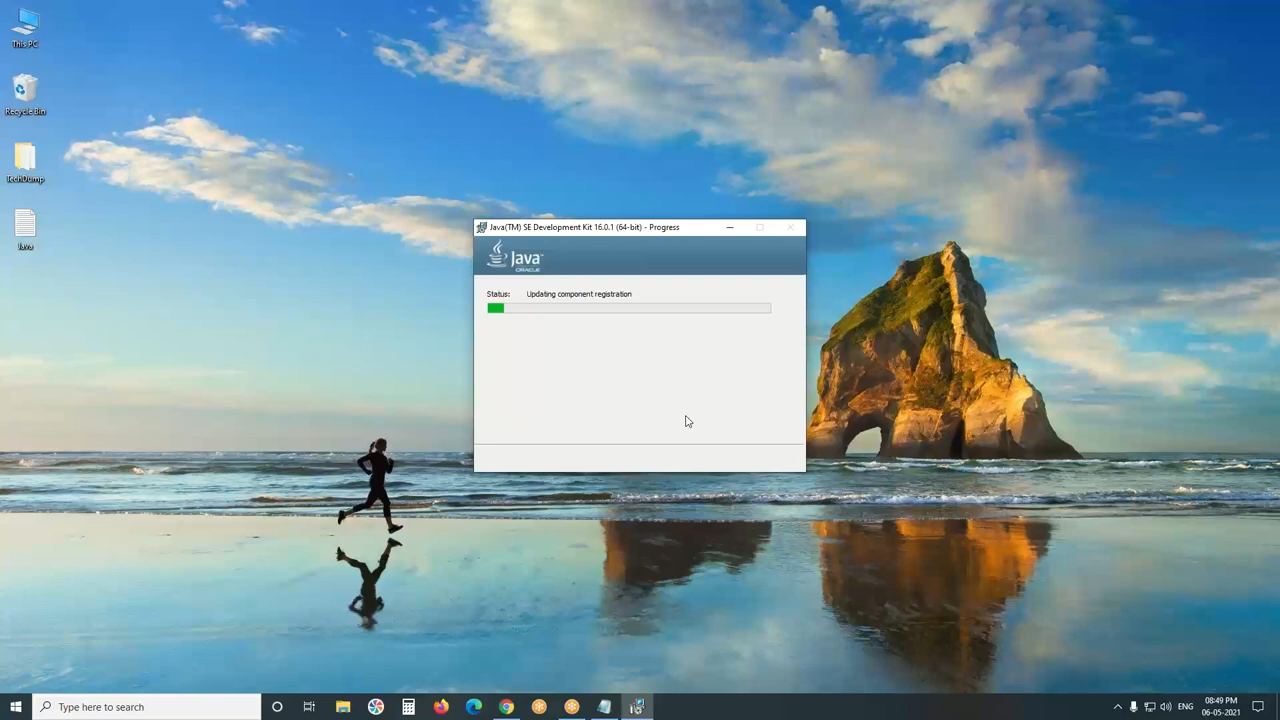 This PC
Recycle Bin
TechDump
Java
Java(TM) SE Development Kit 16.0.1 (64-bit) - Progress
Java™
ORACLE
Status: Updating component registration
Type here to search
ENG
08:49 PM
06-05-2021